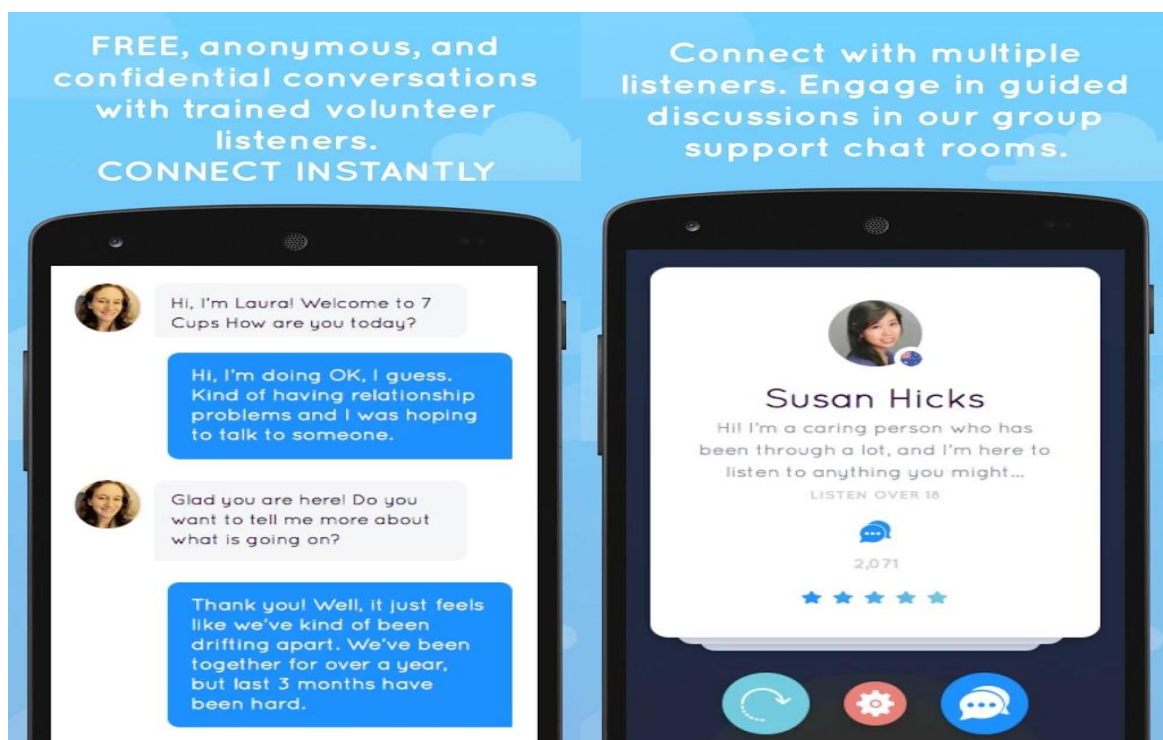 FREE, anonymous, and
confidential conversations
with trained volunteer
listeners.
CONNECT INSTANTLY
Hi, I'm Laura! Welcome to 7
Cups How are you today?
Hi, I'm doing OK, I guess.
Kind of having relationship
problems and I was hoping
to talk to someone.
Glad you are here! Do you
want to tell me more about
what is going on?
Thank you! Well, it just feels
like we've kind of been
drifting apart. We've been
together for over a year,
but last 3 months have
been hard.
Connect with multiple
listeners. Engage in guided
discussions in our group
support chat rooms.
Susan Hicks
Hi! I'm a caring person who has
been through a lot, and I'm here to
listen to anything you might...
LISTEN OVER 18
2,071